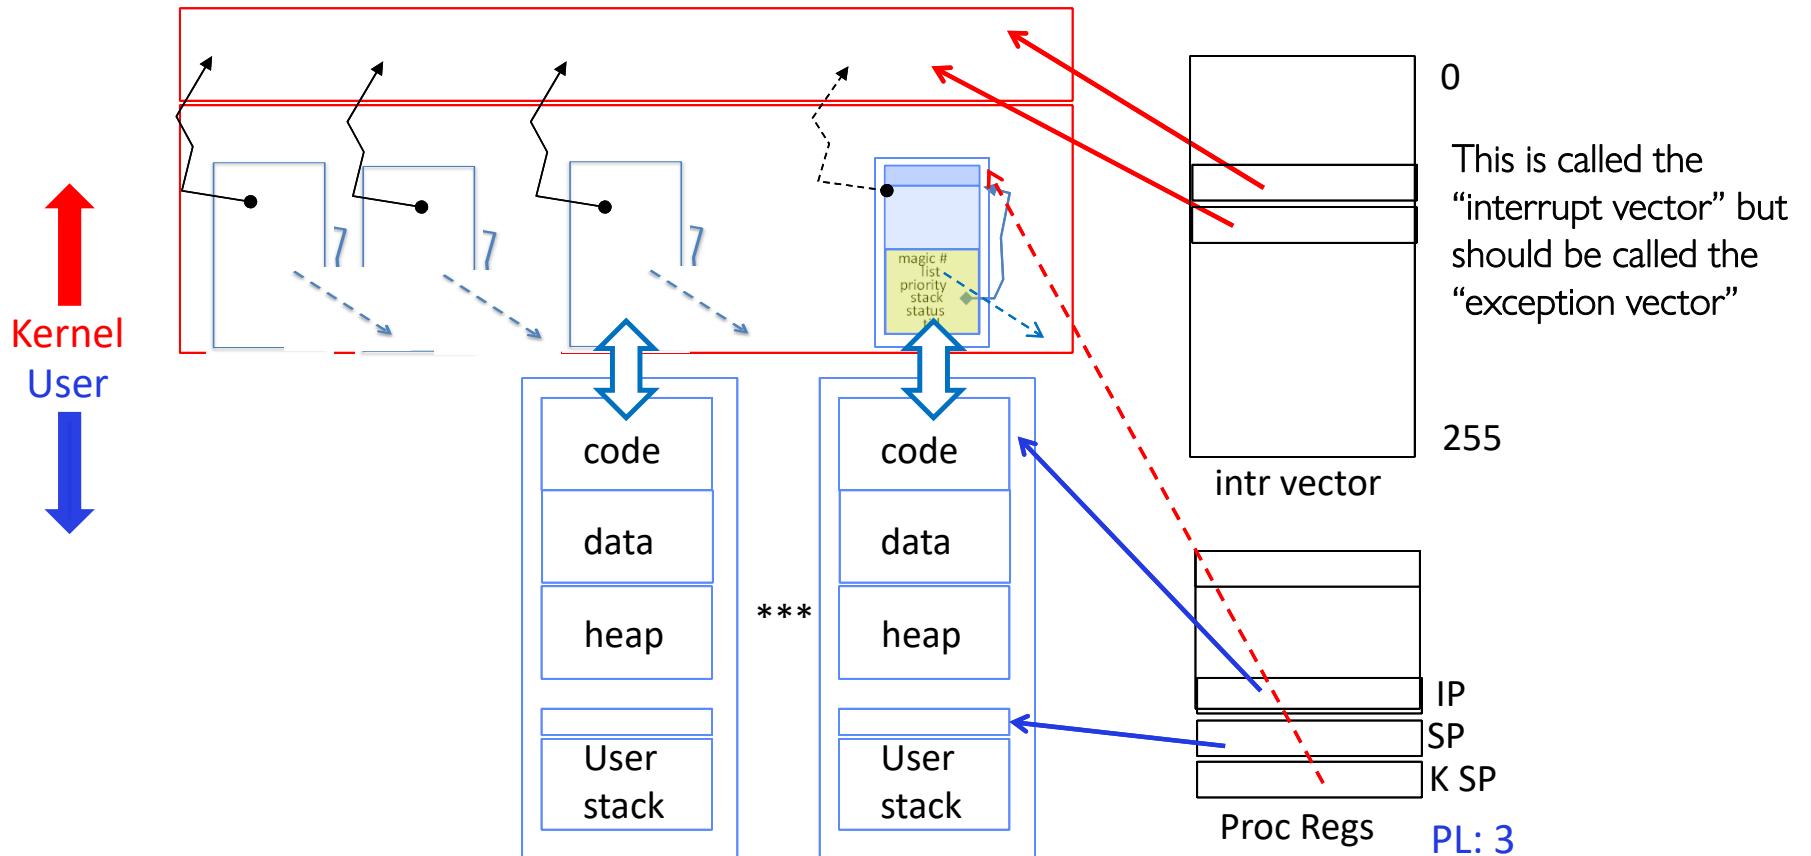 0
This is called the
“interrupt vector” but
should be called the
“exception vector”
magic #
list
priority
stack
status
Kernel
User
255
intr vector
code
code
data
data
heap
***
heap
User
stack
User
stack
IP
SP
K SP
Proc Regs
PL: 3